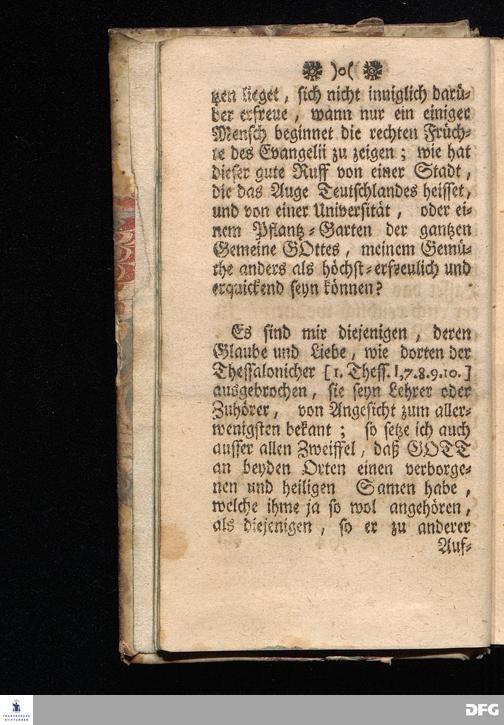 )o(
tzen lieget, sich nicht inniglich darü-
ber erfreue, wann nur ein einiger
Mensch beginnet die rechten Früch-
te des Evangelii zu zeigen; wie hat
dieser gute Ruff von einer Stadt,
die das Auge Teutschlandes heisset,
und von einer Universität, oder ei-
nem Pflantz-Garten der gantzen
Gemeine GOttes, meinem Gemü-
the anders als höchst-erfreulich und
erquickend seyn können?
Es sind mir diejenigen, deren
Glaube und Liebe, wie dorten der
Thessalonicher [1. Thess. I,7.8.9.10.]
ausgebrochen, sie seyn Lehrer oder
Zuhörer, von Angesicht zum aller-
wenigsten bekant; so setze ich auch
ausser allen Zweiffel, daß GOTT
an beyden Orten einen verborge-
nen und heiligen Samen habe,
welche ihme ja so wol angehören,
als diejenigen, so er zu anderer
Auf-
FRANCKESCHE
STIFTUNGEN
DFG